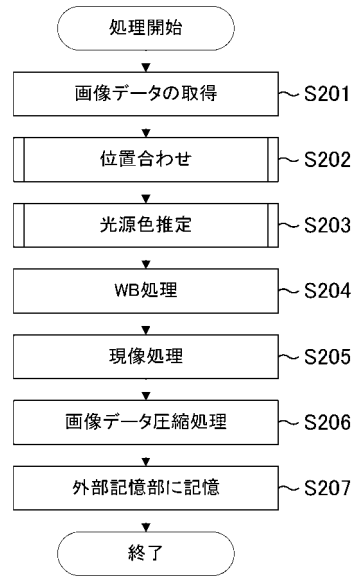 処理開始
画像データの取得 S201
位置合わせ S202
光源色推定 S203
WB処理 S204
現像処理 S205
画像データ圧縮処理 S206
外部記憶部に記憶 S207
終了